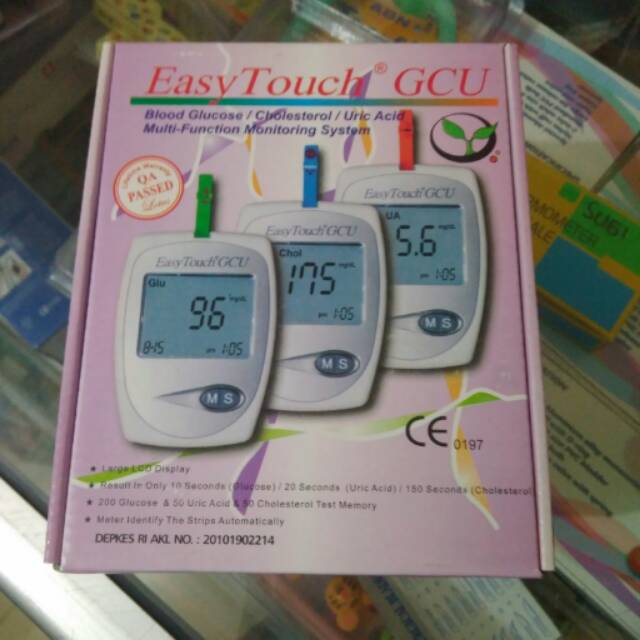 EasyTouch® GCU
Blood Glucose / Cholesterol / Uric Acid
Multi-Function Monitoring System
QA
PASSED
EasyTouch®GCU
UA
5.6 mg/dL
pm 1:05
M S
EasyTouch®GCU
Chol
175 mg/dL
pm 1:05
M S
EasyTouch®GCU
Glu
96 mg/dL
8-15 pm 1:05
M S
CE 0197
★ Large LCD Display
★ Result in Only 10 Seconds (Glucose) / 20 Seconds (Uric Acid) / 150 Seconds (Cholesterol
★ 200 Glucose & 50 Uric Acid & 50 Cholesterol Test Memory
★ Meter Identify The Strips Automatically
DEPKES RI AKL NO. : 20101902214
SUGI